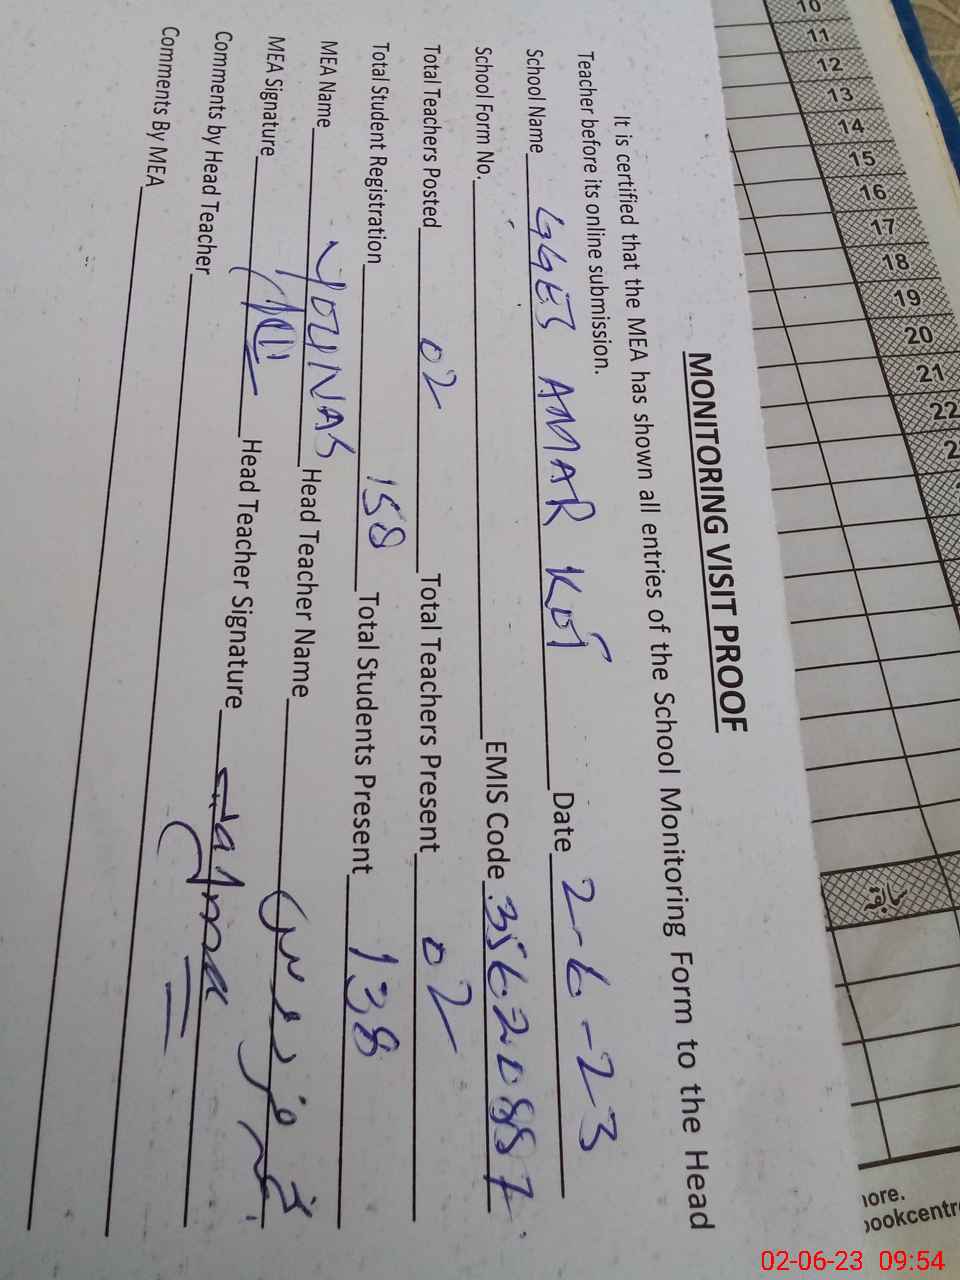 MONITORING VISIT PROOF
It is certified that the MEA has shown all entries of the School Monitoring Form to the Head
Teacher before its online submission.
School Name GGES AMAR KOT Date 2-6-23
School Form No. EMIS Code 35620887
Total Teachers Posted 02 Total Teachers Present 02
Total Student Registration 158 Total Students Present 138
MEA Name YOUNAS Head Teacher Name
MEA Signature Head Teacher Signature
Comments by Head Teacher
Comments By MEA
10
11
12
13
14
15
16
17
18
19
20
21
22
2
ore.
ookcentr
02-06-23 09:54